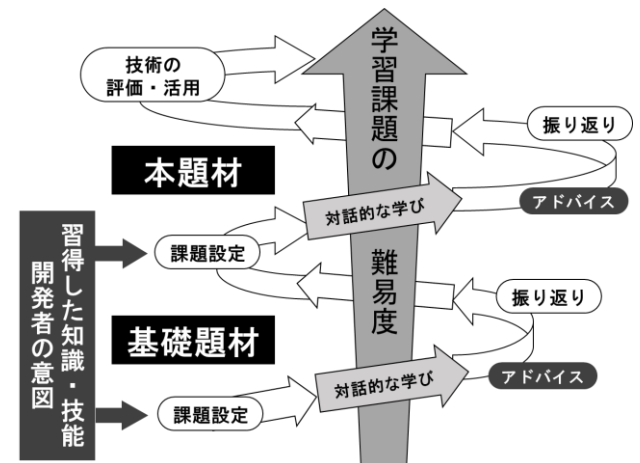 学習課題の難易度
技術の
評価・活用
振り返り
本題材
アドバイス
対話的な学び
習得した知識・技能
開発者の意図
課題設定
振り返り
基礎題材
アドバイス
対話的な学び
課題設定